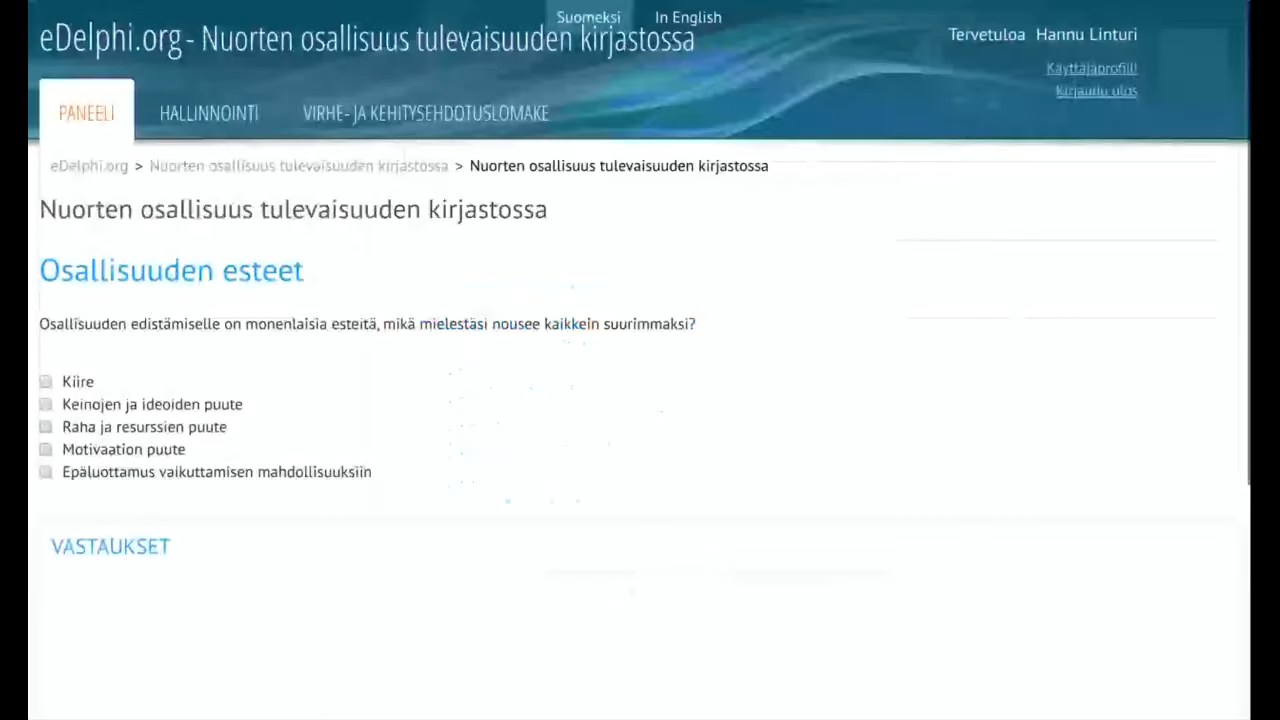 Suomeksi In English
eDelphi.org - Nuorten osallisuus tulevaisuuden kirjastossa
Tervetuloa Hannu Linturi
Käyttäjäprofiili
Kirjaudu ulos
PANEELI HALLINNOINTI VIRHE- JA KEHITYSEHDOTUSLOMAKE
eDelphi.org > Nuorten osallisuus tulevaisuuden kirjastossa > Nuorten osallisuus tulevaisuuden kirjastossa
Nuorten osallisuus tulevaisuuden kirjastossa
Osallisuuden esteet
Osallisuuden edistämiselle on monenlaisia esteitä, mikä mielestäsi nousee kaikkein suurimmaksi?
Kiire
Keinojen ja ideoiden puute
Raha ja resurssien puute
Motivaation puute
Epäluottamus vaikuttamisen mahdollisuuksiin
VASTAUKSET